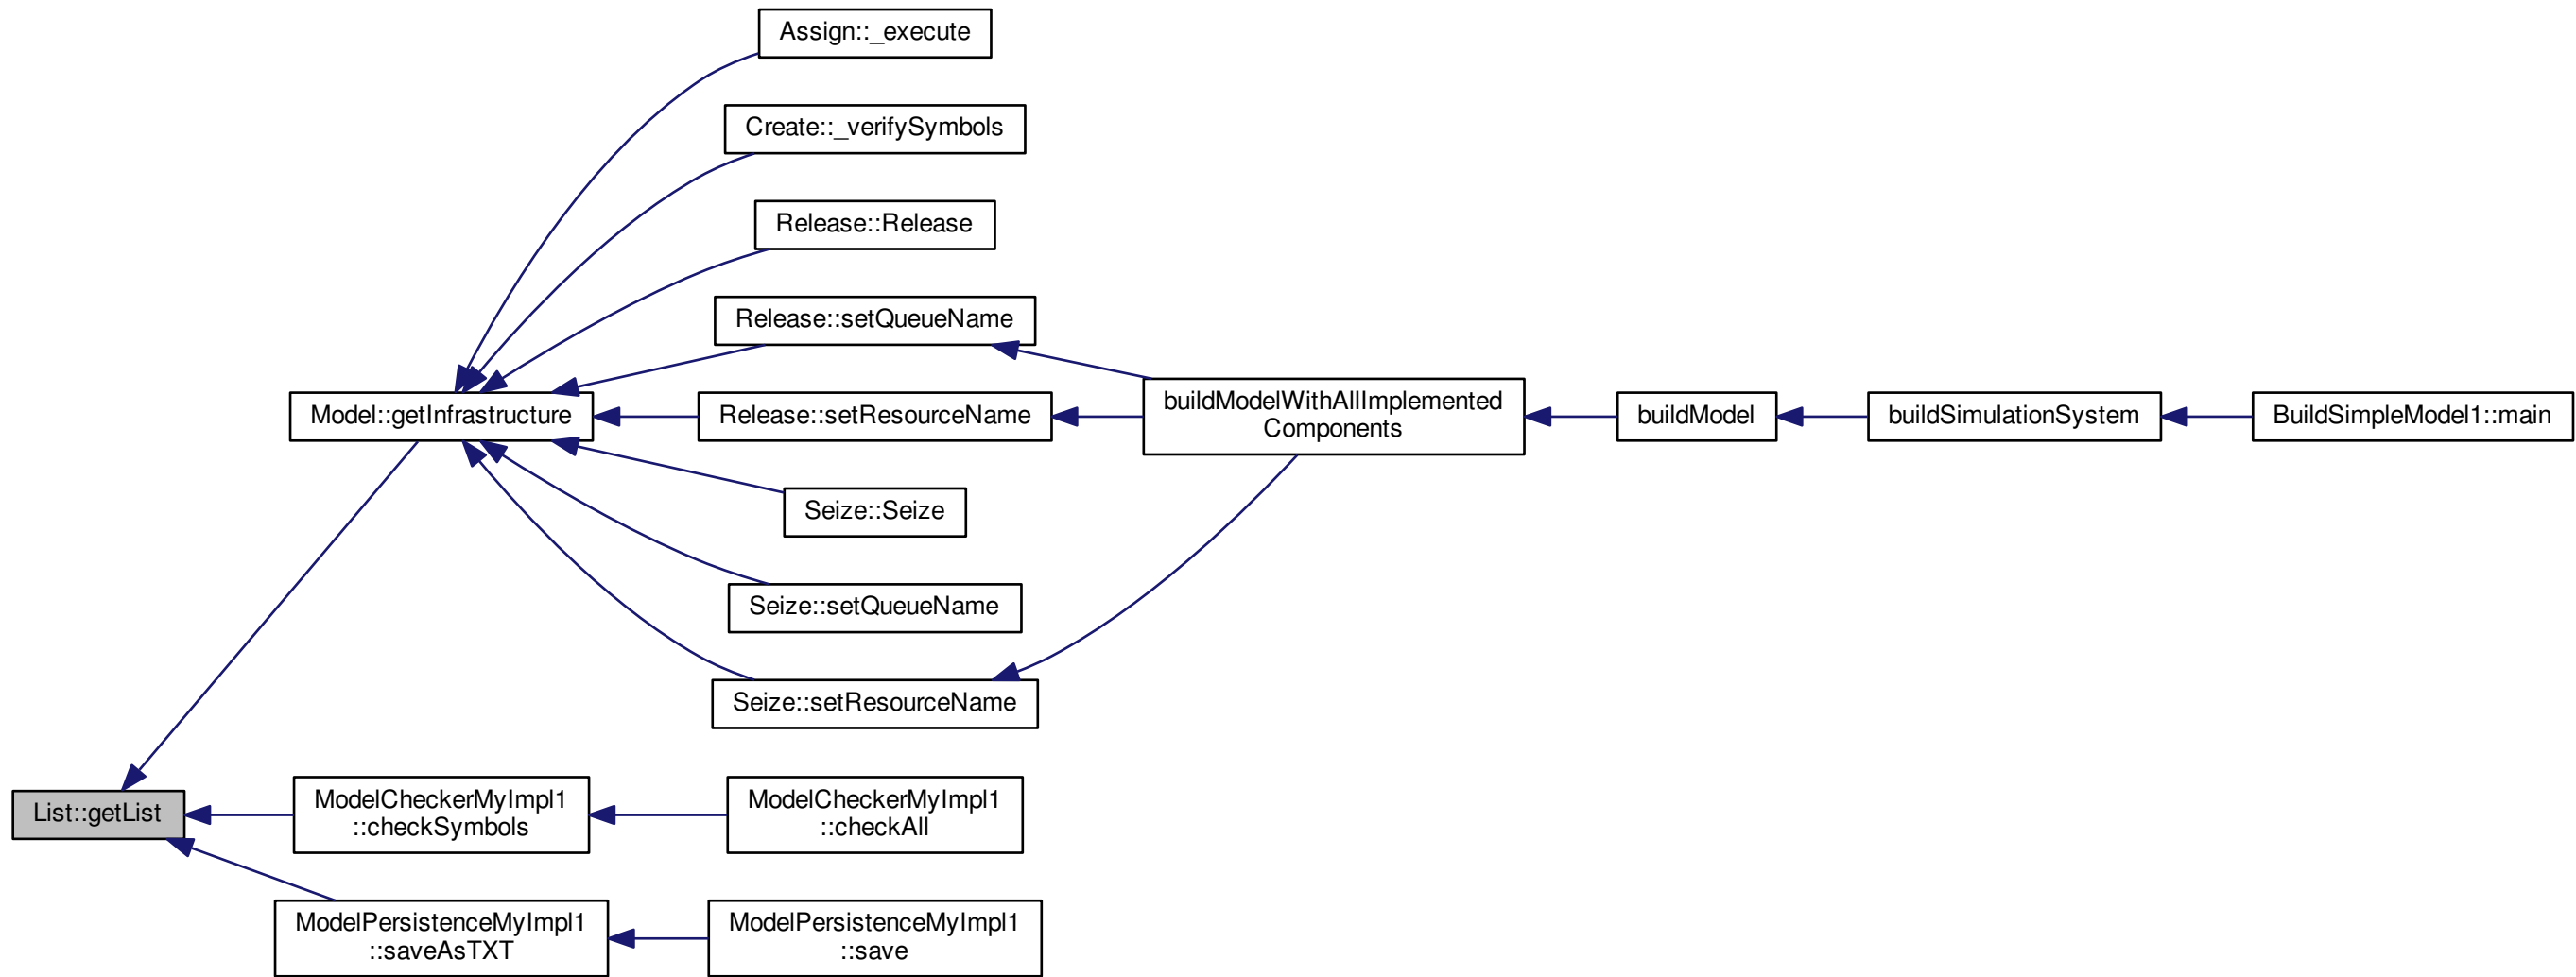 Assign::_execute
Create::_verifySymbols
Release::Release
Release::setQueueName
Model::getInfrastructure
Release::setResourceName
buildModelWithAllImplemented
Components
buildModel
buildSimulationSystem
BuildSimpleModel1::main
Seize::Seize
Seize::setQueueName
Seize::setResourceName
List::getList
ModelCheckerMyImpl1
::checkSymbols
ModelCheckerMyImpl1
::checkAll
ModelPersistenceMyImpl1
::saveAsTXT
ModelPersistenceMyImpl1
::save